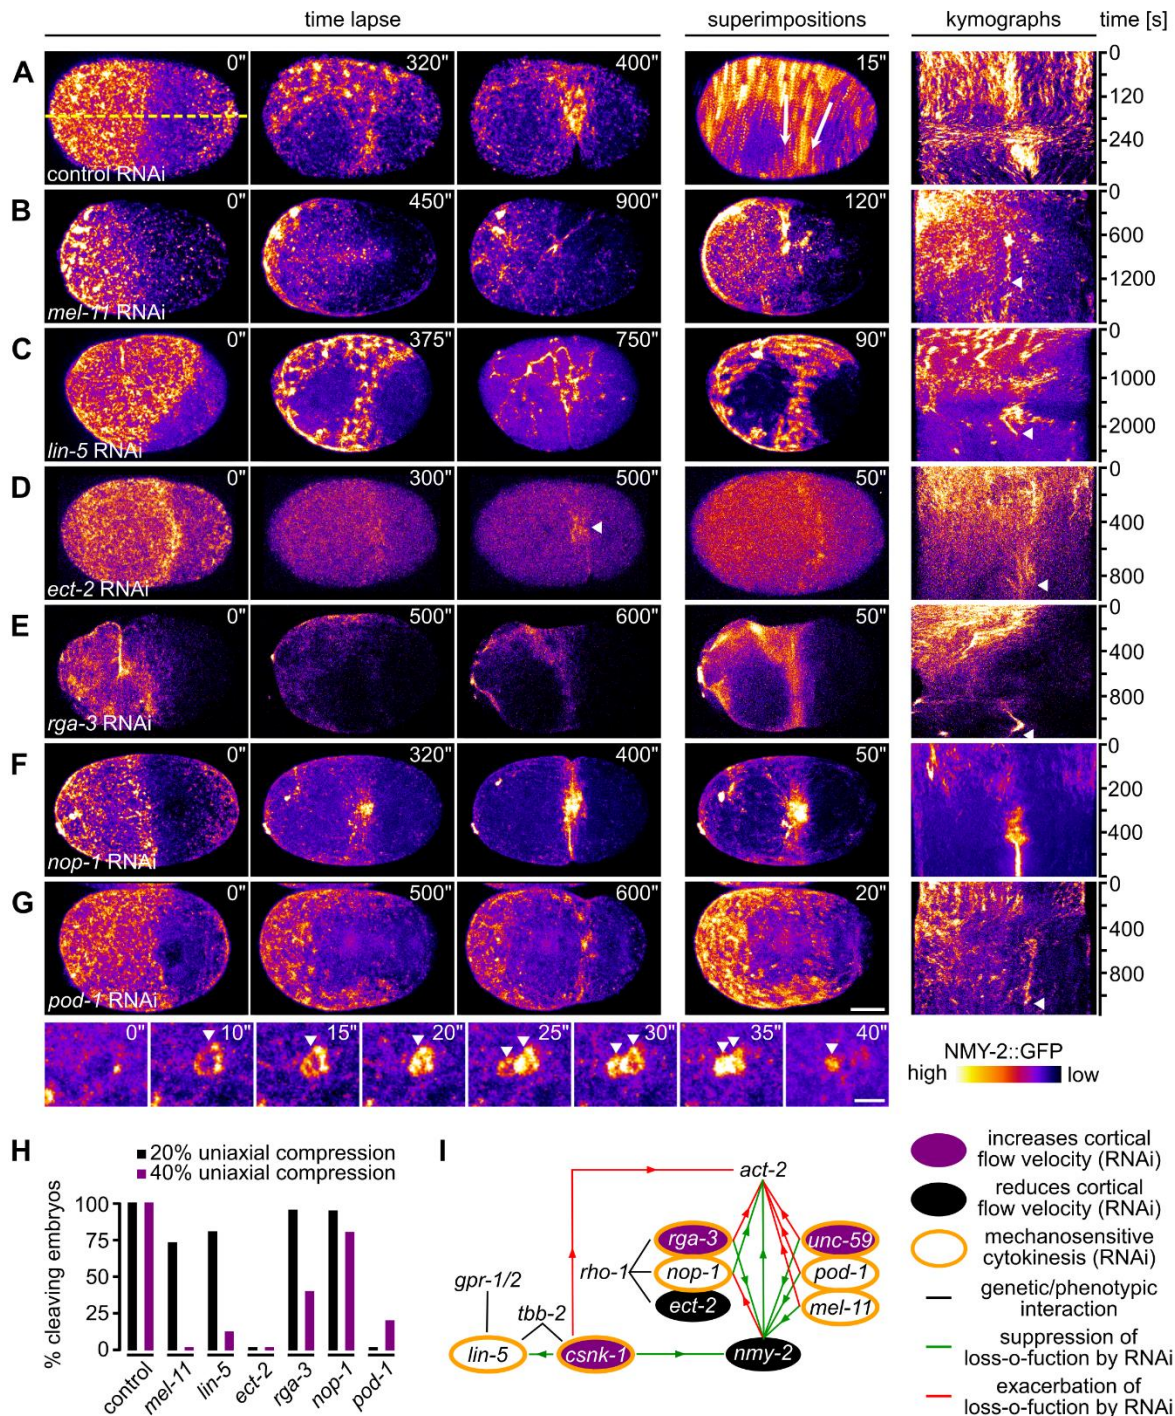 time lapse
superimpositions
kymographs
time [s]
A
0"
320"
400"
15"
control RNAi
0
120
240
B
0"
450"
900"
120"
mel-11 RNAi
0
600
1200
C
0"
375"
750"
90"
lin-5 RNAi
0
1000
2000
D
0"
300"
500"
50"
ect-2 RNAi
0
400
800
E
0"
500"
600"
50"
rga-3 RNAi
0
400
800
F
0"
320"
400"
50"
nop-1 RNAi
0
200
400
G
0"
500"
600"
20"
pod-1 RNAi
0
400
800
0"
10"
15"
20"
25"
30"
35"
40"
NMY-2::GFP
high
low
H
20% uniaxial compression
40% uniaxial compression
% cleaving embryos
100
75
50
25
0
control
mel-11
lin-5
ect-2
rga-3
nop-1
pod-1
I
act-2
rga-3
unc-59
rho-1
nop-1
pod-1
gpr-1/2
ect-2
mel-11
tbb-2
lin-5
csnk-1
nmy-2
increases cortical
flow velocity (RNAi)
reduces cortical
flow velocity (RNAi)
mechanosensitive
cytokinesis (RNAi)
genetic/phenotypic
interaction
suppression of
loss-o-fuction by RNAi
exacerbation of
loss-o-fuction by RNAi